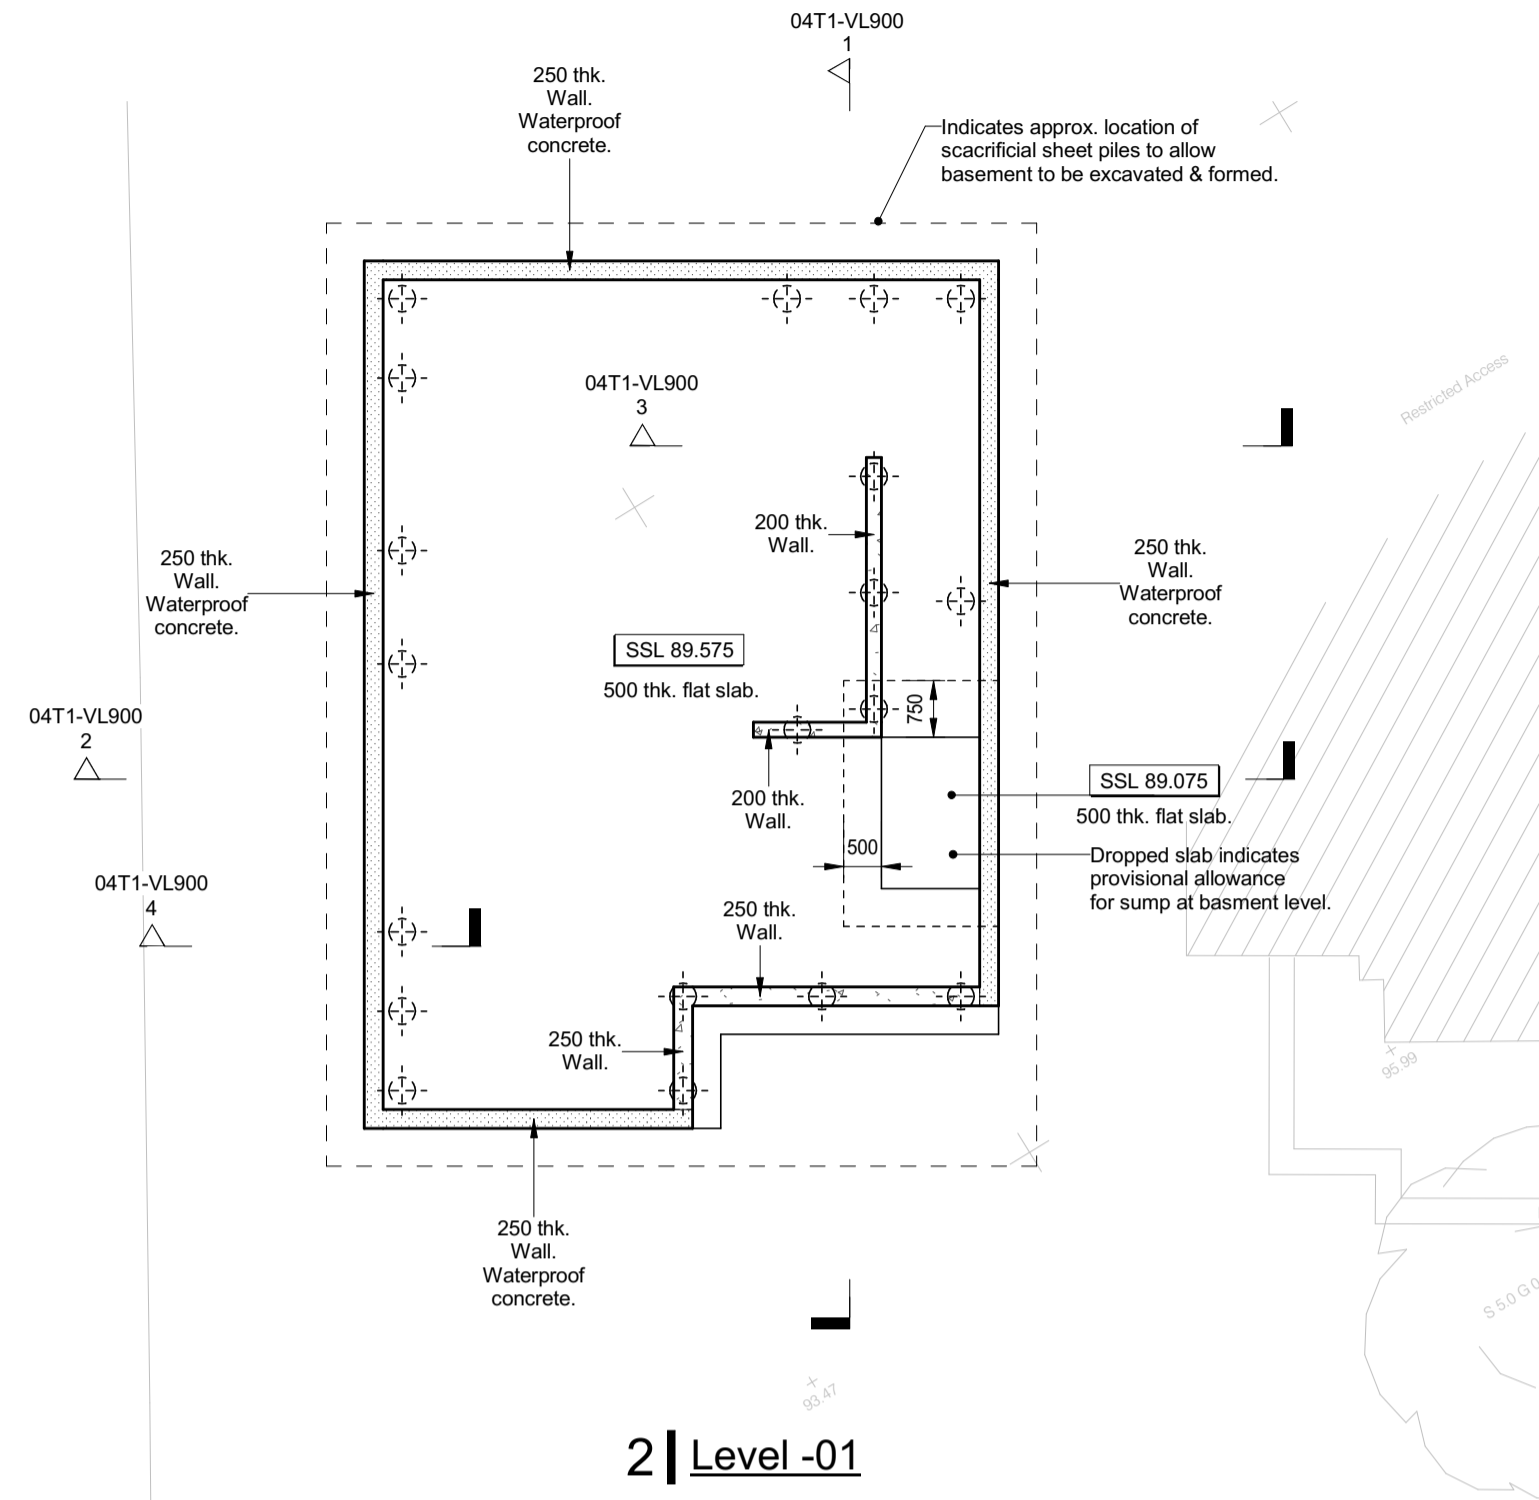 04T1-VL900
1
250 thk.
Wall.
Waterproof
concrete.
Indicates approx. location of
scacrificial sheet piles to allow
basement to be excavated & formed.
Restricted Access
04T1-VL900
3
200 thk.
Wall.
250 thk.
Wall.
Waterproof
concrete.
250 thk.
Wall.
Waterproof
concrete.
SSL 89.575
500 thk. flat slab.
750
04T1-VL900
2
200 thk.
Wall.
SSL 89.075
500 thk. flat slab.
500
Dropped slab indicates
provisional allowance
for sump at basment level.
04T1-VL900
4
250 thk.
Wall.
250 thk.
Wall.
95.99
250 thk.
Wall.
Waterproof
concrete.
S 5.0 G 0
93.47
2 Level -01